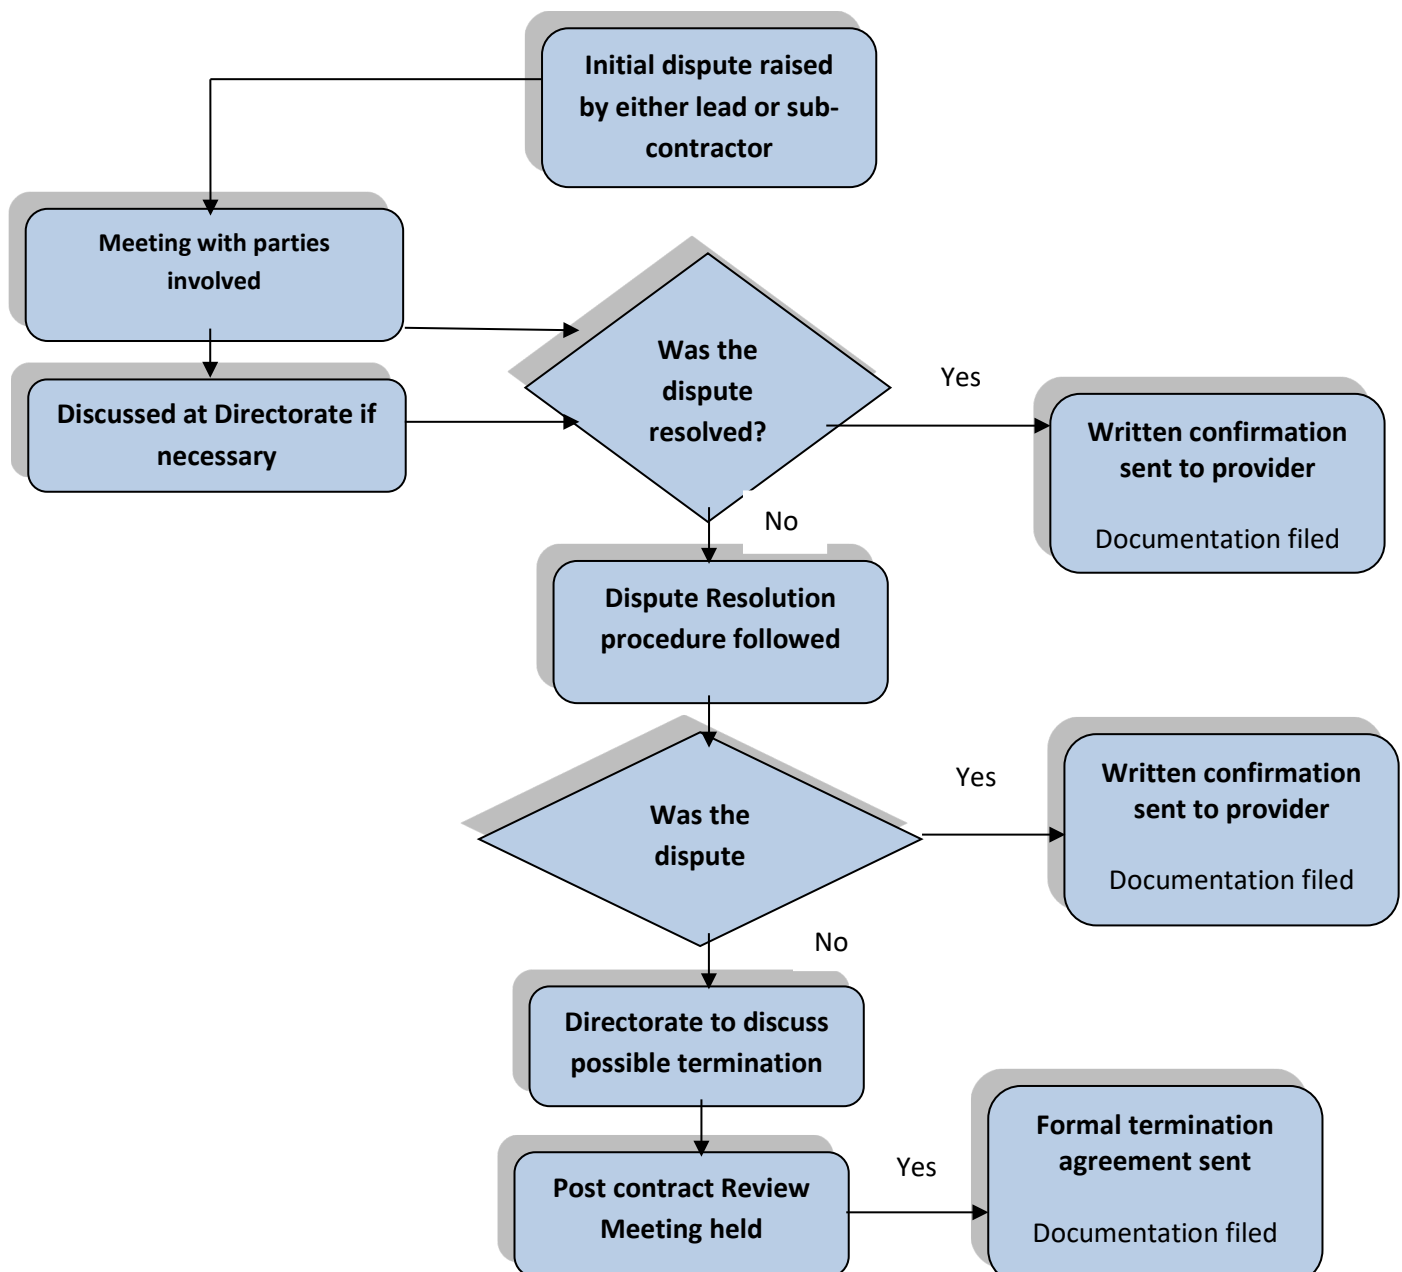 Initial dispute raised
by either lead or sub-
contractor
Meeting with parties
involved
Discussed at Directorate if
necessary
Was the
dispute
resolved?
Yes
Written confirmation
sent to provider
Documentation filed
No
Dispute Resolution
procedure followed
Was the
dispute
Yes
Written confirmation
sent to provider
Documentation filed
No
Directorate to discuss
possible termination
Post contract Review
Meeting held
Yes
Formal termination
agreement sent
Documentation filed